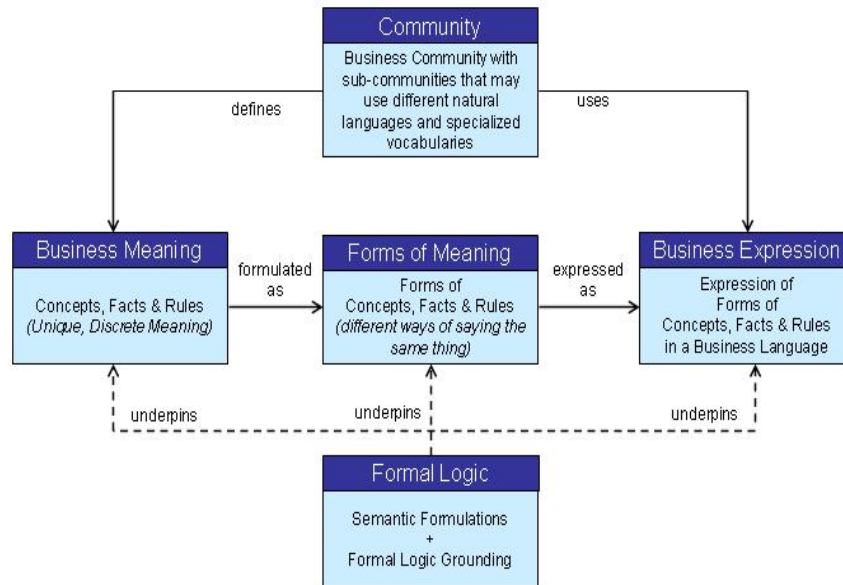 Community
Business Community with
sub-communities that may
use different natural
languages and specialized
vocabularies
defines
uses
Business Meaning
Concepts, Facts & Rules
(Unique, Discrete Meaning)
formulated
as
Forms of Meaning
Forms of
Concepts, Facts & Rules
(different ways of saying the
same thing)
expressed
as
Business Expression
Expression of
Forms of
Concepts, Facts & Rules
in a Business Language
underpins
underpins
underpins
Formal Logic
Semantic Formulations
+
Formal Logic Grounding